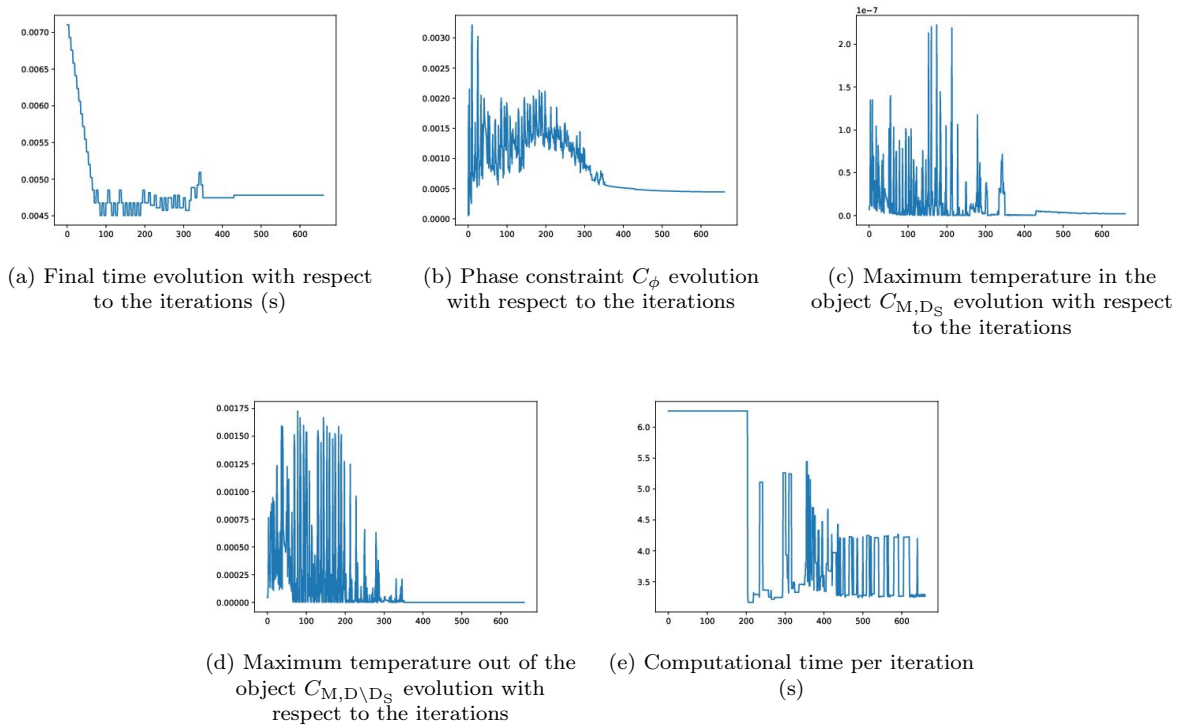 0.0070
0.0065
0.0060
0.0055
0.0050
0.0045
0 100 200 300 400 500 600
(a) Final time evolution with respect
to the iterations (s)
0.0030
0.0025
0.0020
0.0015
0.0010
0.0005
0.0000
0 100 200 300 400 500 600
(b) Phase constraint Cϕ evolution
with respect to the iterations
1e-7
2.0
1.5
1.0
0.5
0.0
0 100 200 300 400 500 600
(c) Maximum temperature in the
object C_{M,D_S} evolution with respect
to the iterations
0.00175
0.00150
0.00125
0.00100
0.00075
0.00050
0.00025
0.00000
0 100 200 300 400 500 600
(d) Maximum temperature out of the
object C_{M,D\D_S} evolution with
respect to the iterations
6.0
5.5
5.0
4.5
4.0
3.5
0 100 200 300 400 500 600
(e) Computational time per iteration
(s)